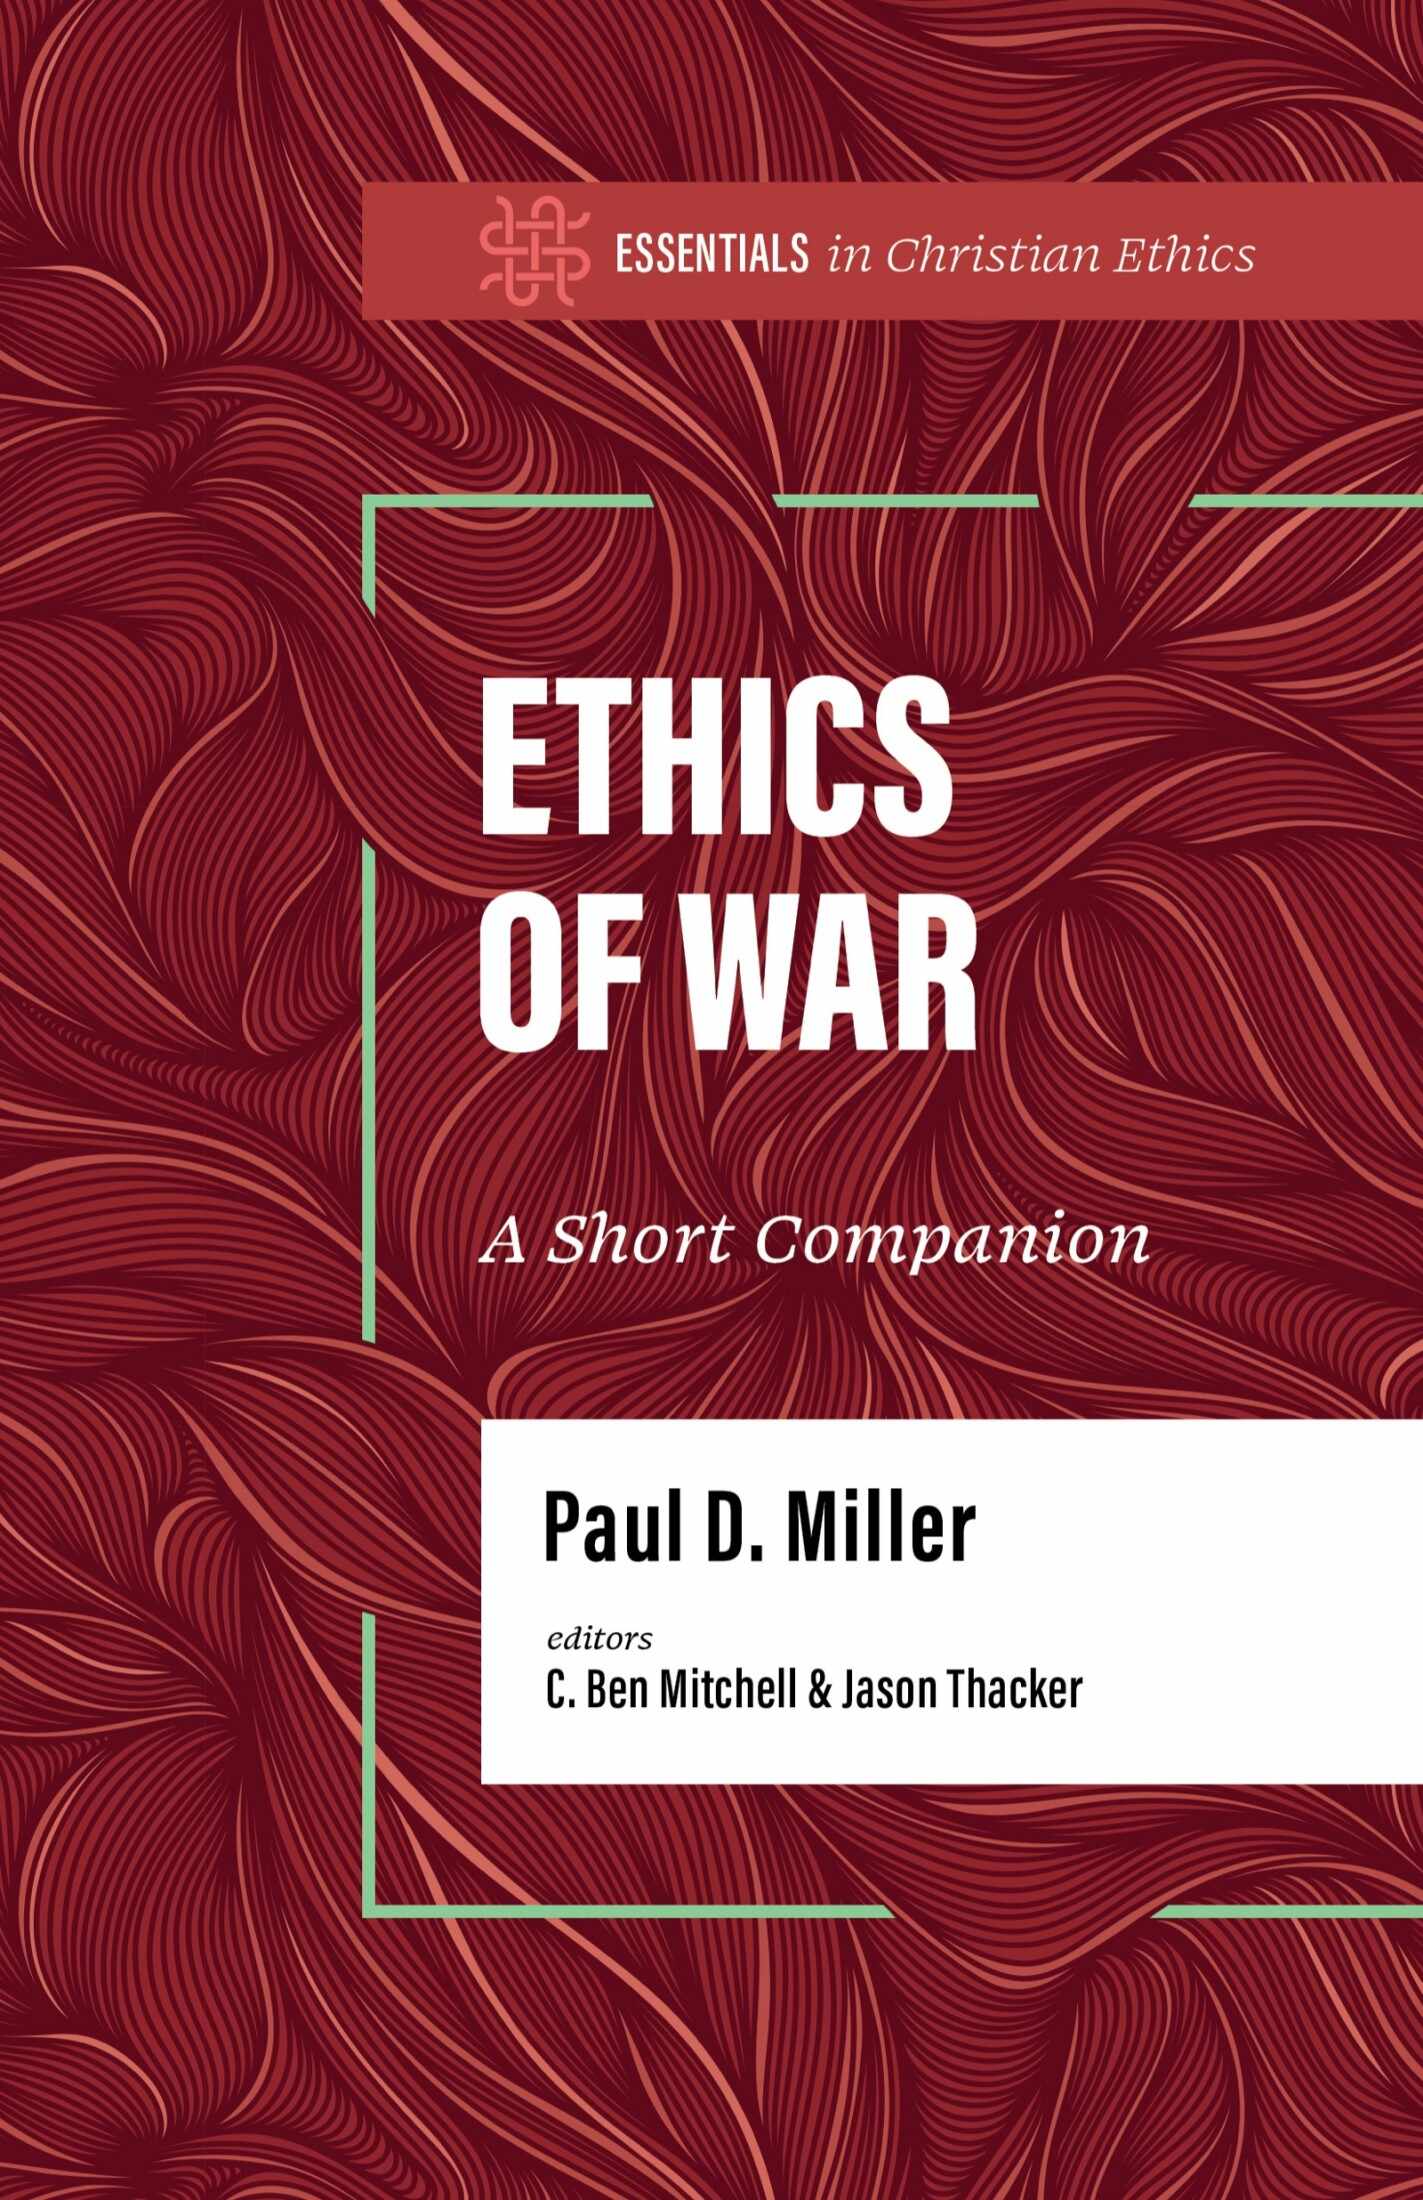 ESSENTIALS in Christian Ethics
ETHICS
OF WAR
A Short Companion
Paul D. Miller
editors
C. Ben Mitchell & Jason Thacker